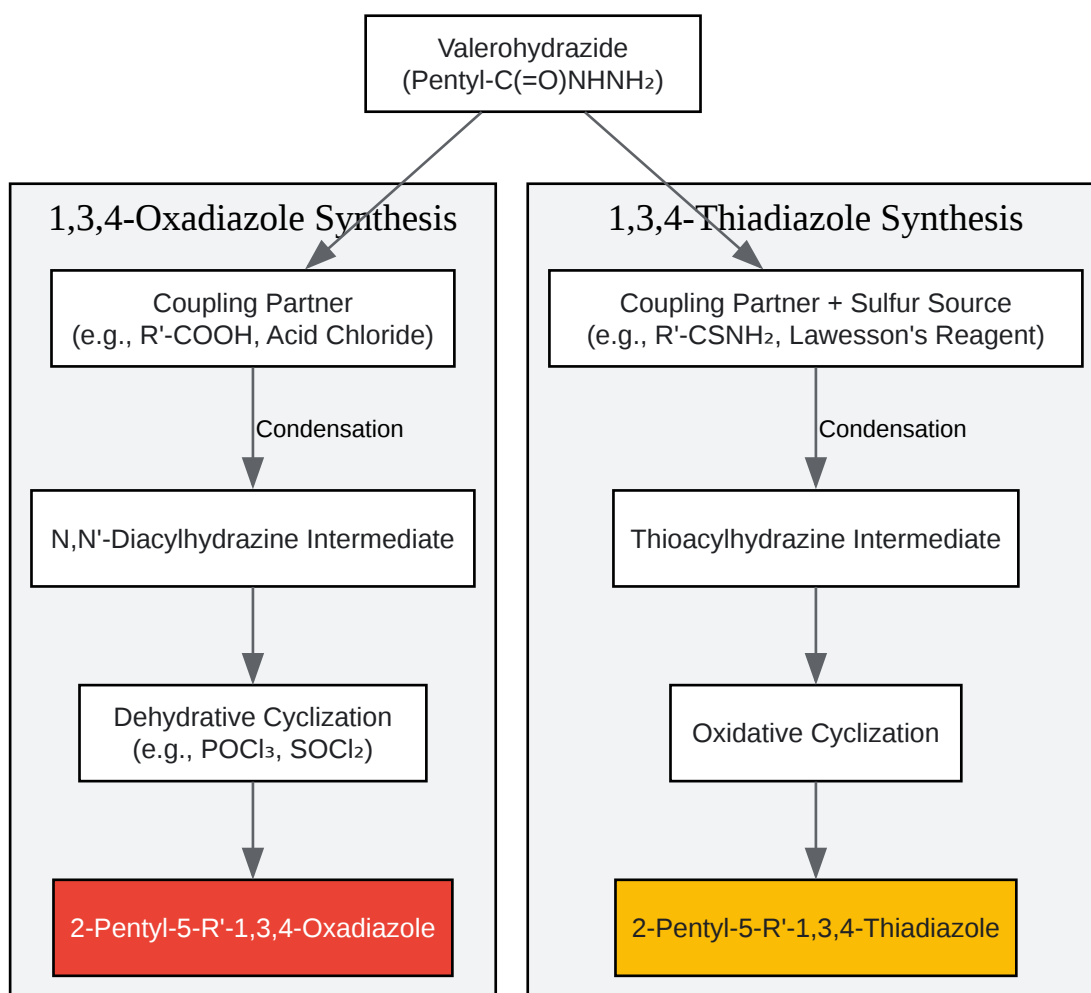 Valerohydrazide
(Pentyl-C(=O)NHNH₂)
1,3,4-Oxadiazole Synthesis
Coupling Partner
(e.g., R'-COOH, Acid Chloride)
Condensation
N,N'-Diacylhydrazine Intermediate
Dehydrative Cyclization
(e.g., POCl₃, SOCl₂)
2-Pentyl-5-R'-1,3,4-Oxadiazole
1,3,4-Thiadiazole Synthesis
Coupling Partner + Sulfur Source
(e.g., R'-CSNH₂, Lawesson's Reagent)
Condensation
Thioacylhydrazine Intermediate
Oxidative Cyclization
2-Pentyl-5-R'-1,3,4-Thiadiazole